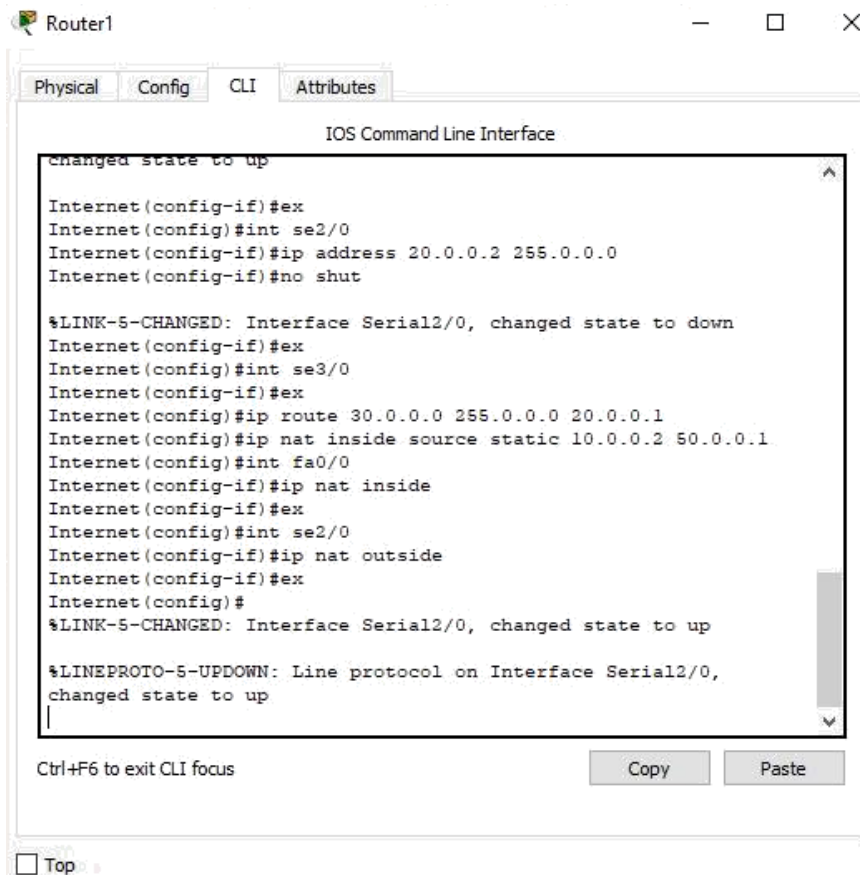 Router1
Physical Config CLI Attributes
IOS Command Line Interface
changed state to up
Internet(config-if)#ex
Internet(config)#int se2/0
Internet(config-if)#ip address 20.0.0.2 255.0.0.0
Internet(config-if)#no shut
%LINK-5-CHANGED: Interface Serial2/0, changed state to down
Internet(config-if)#ex
Internet(config)#int se3/0
Internet(config-if)#ex
Internet(config)#ip route 30.0.0.0 255.0.0.0 20.0.0.1
Internet(config)#ip nat inside source static 10.0.0.2 50.0.0.1
Internet(config)#int fa0/0
Internet(config-if)#ip nat inside
Internet(config-if)#ex
Internet(config)#int se2/0
Internet(config-if)#ip nat outside
Internet(config-if)#ex
Internet(config)#
%LINK-5-CHANGED: Interface Serial2/0, changed state to up
%LINEPROTO-5-UPDOWN: Line protocol on Interface Serial2/0,
changed state to up
Ctrl+F6 to exit CLI focus Copy Paste
Top